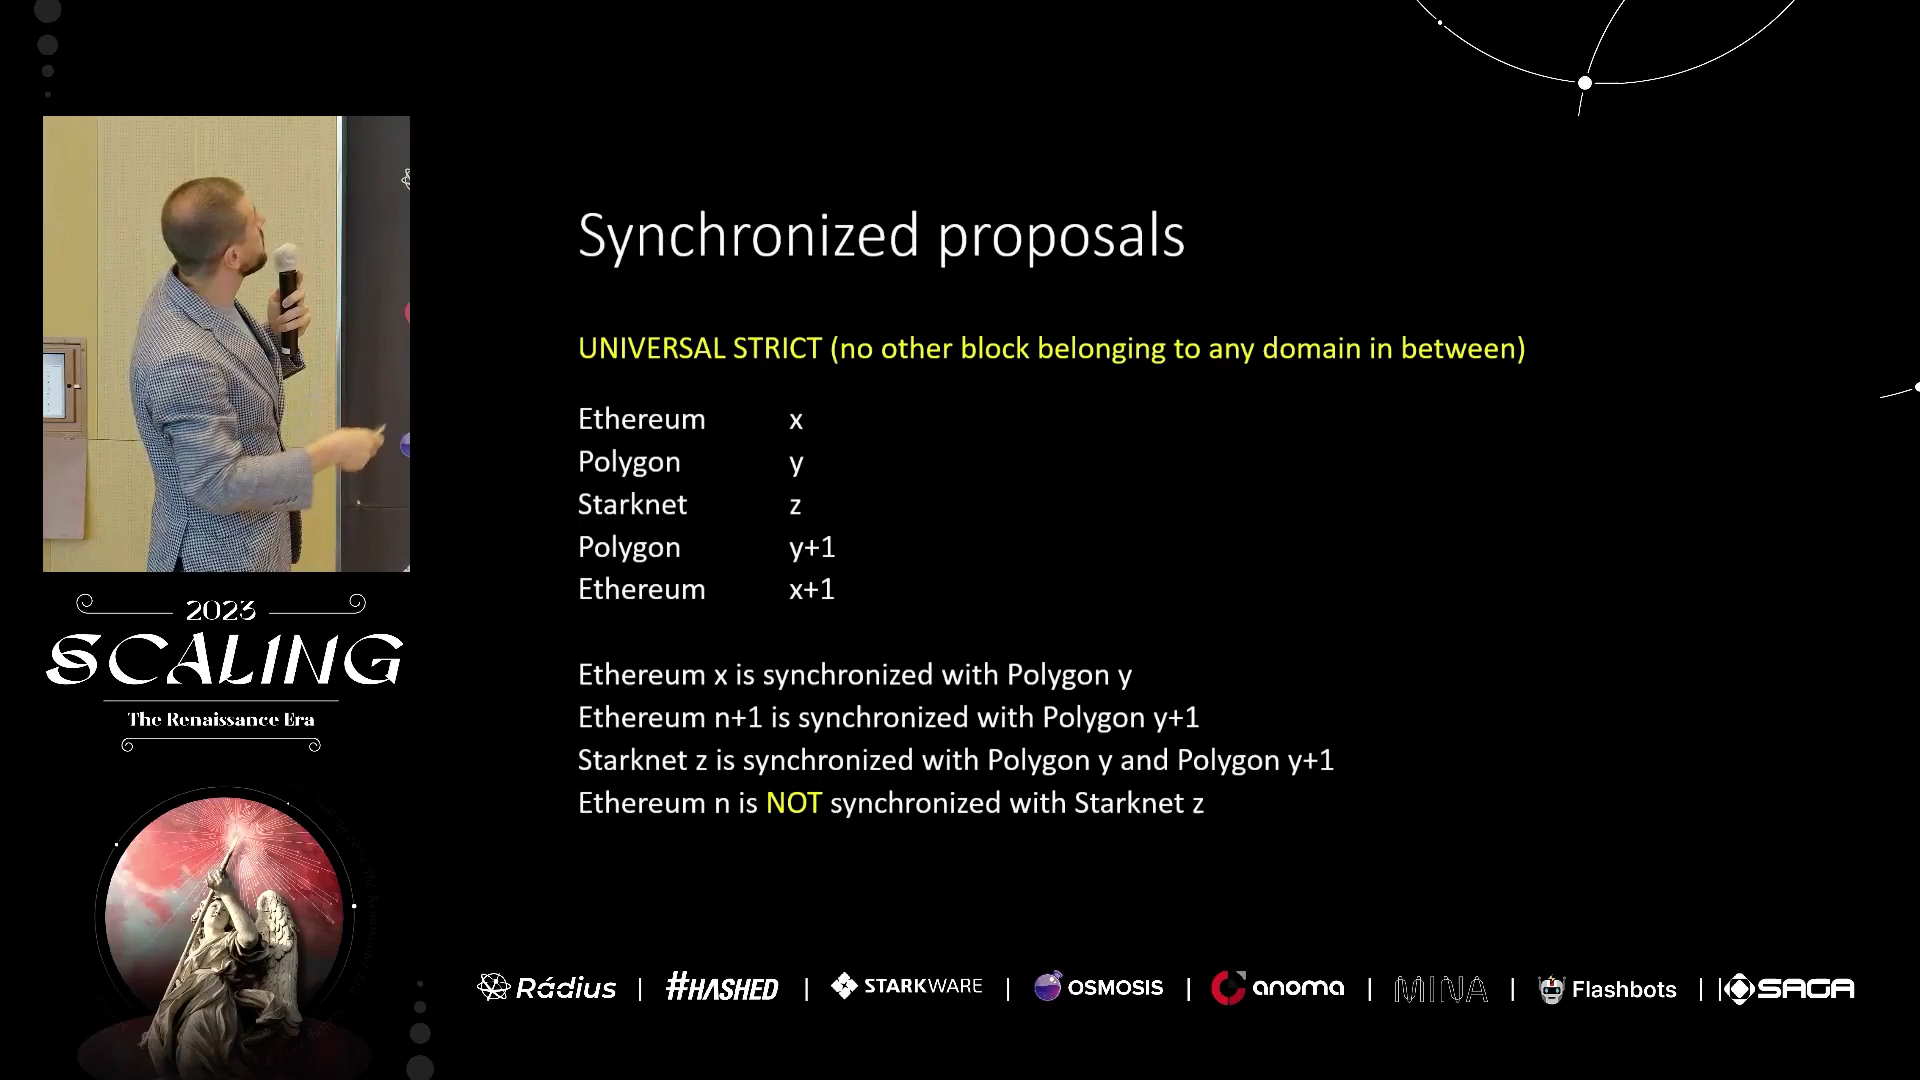 Synchronized proposals
UNIVERSAL STRICT (no other block belonging to any domain in between)
Ethereum x
Polygon y
Starknet z
Polygon y+1
Ethereum x+1
Ethereum x is synchronized with Polygon y
Ethereum n+1 is synchronized with Polygon y+1
Starknet z is synchronized with Polygon y and Polygon y+1
Ethereum n is NOT synchronized with Starknet z
2023
SCALING
The Renaissance Era
Rádius | #HASHED | STARKWARE | OSMOSIS | anoma | MINA | Flashbots | | SAGA